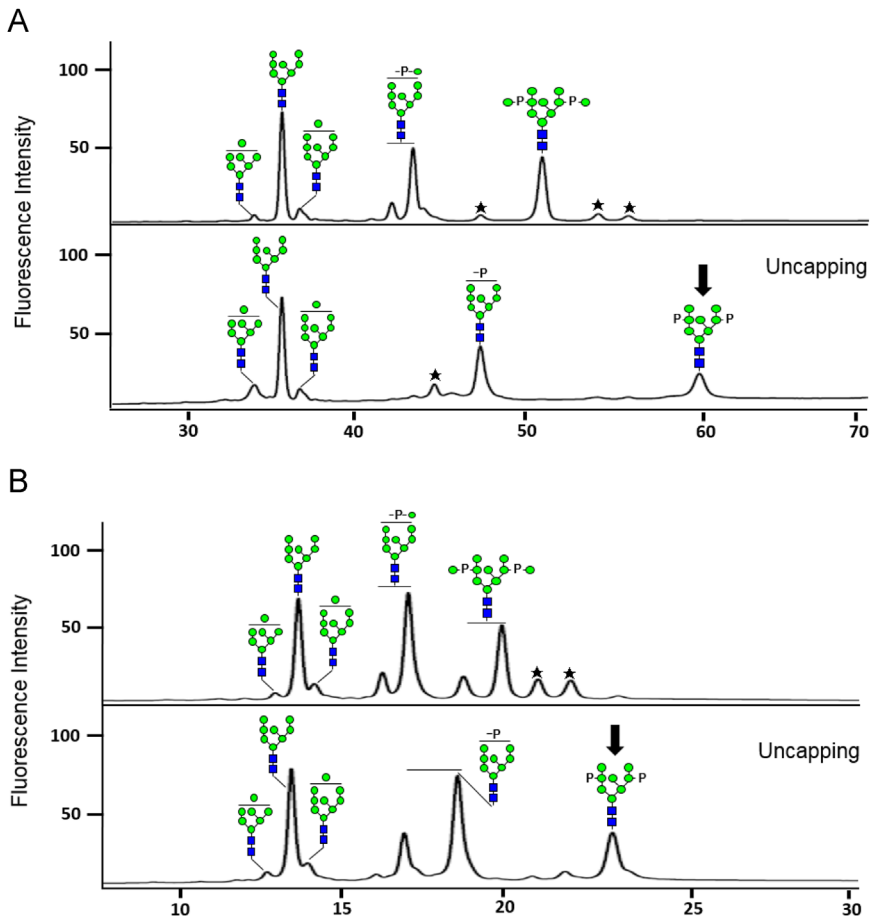 A
Fluorescence Intensity
100
50
-P-
P P
100
50
Uncapping
-P
P P
30 40 50 60 70
B
Fluorescence Intensity
100
50
-P-
P P
100
50
Uncapping
-P
P P
10 15 20 25 30